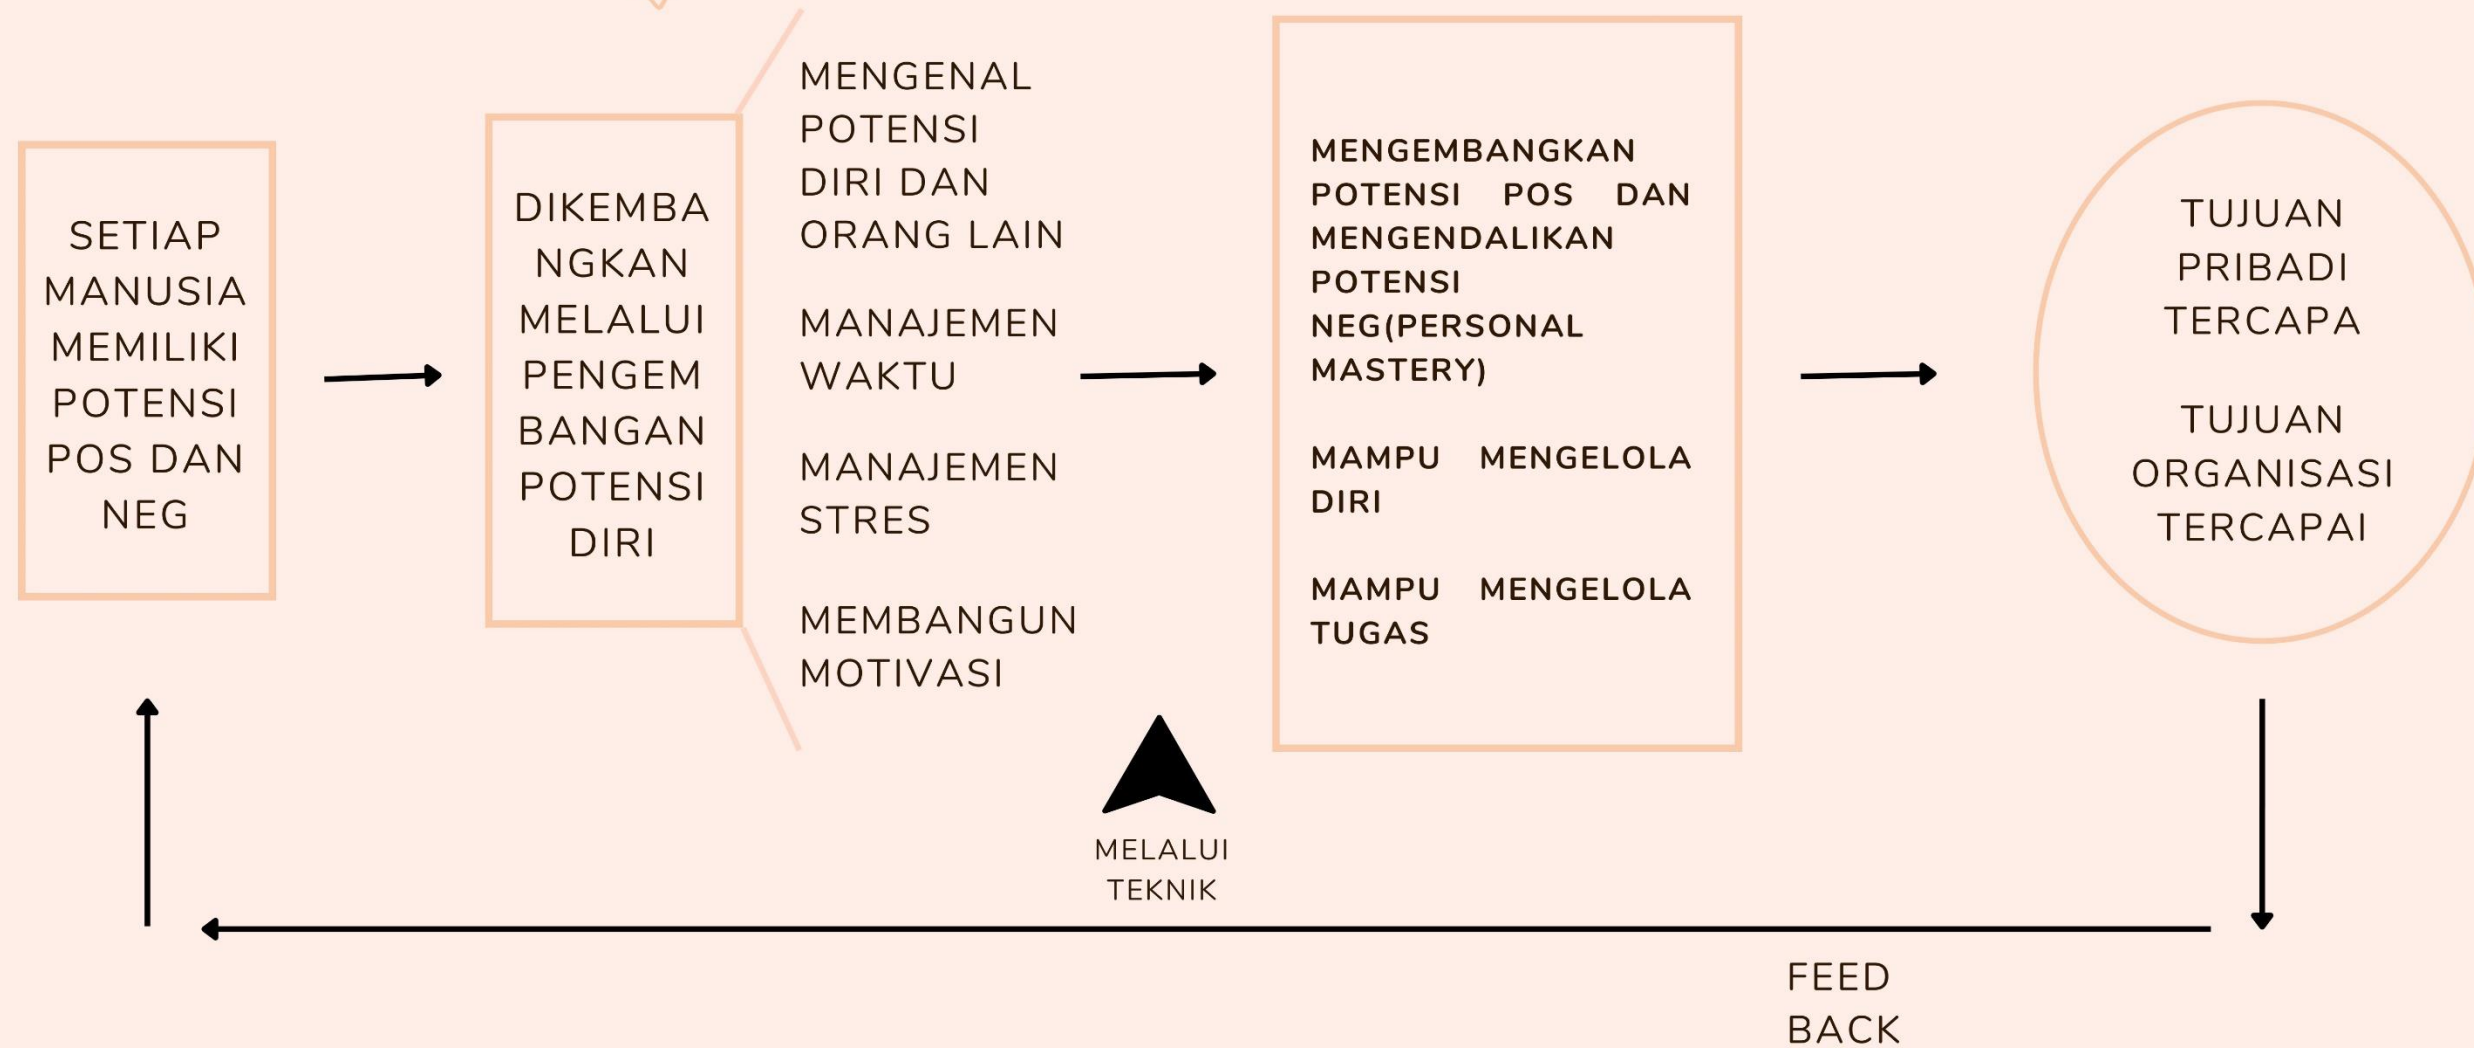 SETIAP
MANUSIA
MEMILIKI
POTENSI
POS DAN
NEG
DIKEMBA
NGKAN
MELALUI
PENGEM
BANGAN
POTENSI
DIRI
MENGENAL
POTENSI
DIRI DAN
ORANG LAIN
MANAJEMEN
WAKTU
MANAJEMEN
STRES
MEMBANGUN
MOTIVASI
MELALUI
TEKNIK
MENGEMBANGKAN
POTENSI POS DAN
MENGENDALIKAN
POTENSI
NEG(PERSONAL
MASTERY)
MAMPU MENGELOLA
DIRI
MAMPU MENGELOLA
TUGAS
TUJUAN
PRIBADI
TERCAPA
TUJUAN
ORGANISASI
TERCAPAI
FEED
BACK